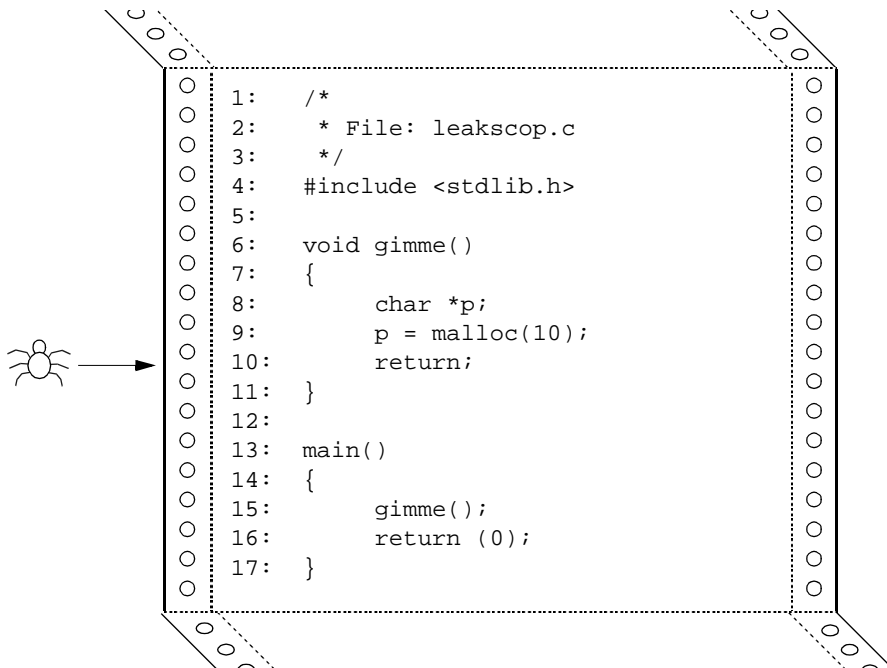 1: /*
2: * File: leakscop.c
3: */
4: #include <stdlib.h>
5:
6: void gimme()
7: {
8: char *p;
9: p = malloc(10);
10: return;
11: }
12:
13: main()
14: {
15: gimme();
16: return (0);
17: }